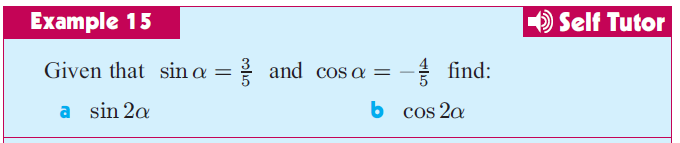 Example 15 Self Tutor
Given that sin α = 3/5 and cos α = −4/5 find:
a sin 2α b cos 2α